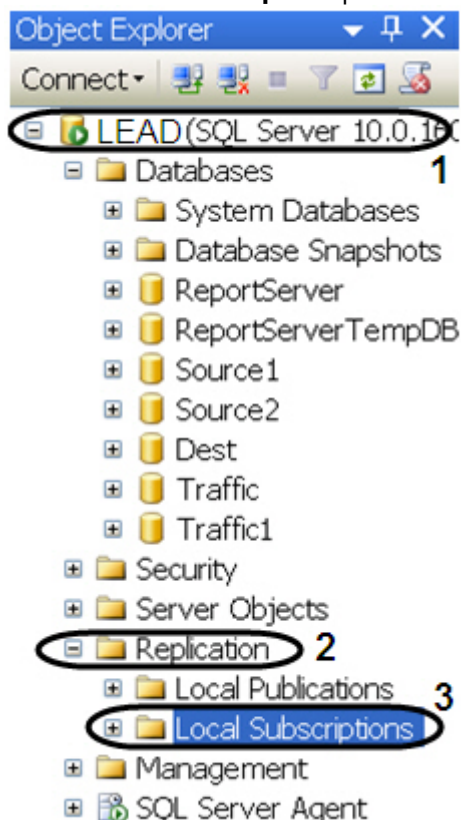 Object Explorer
Connect
LEAD (SQL Server 10.0.160
1
Databases
System Databases
Database Snapshots
ReportServer
ReportServerTempDB
Source1
Source2
Dest
Traffic
Traffic1
Security
Server Objects
Replication 2
Local Publications
3
Local Subscriptions
Management
SQL Server Agent